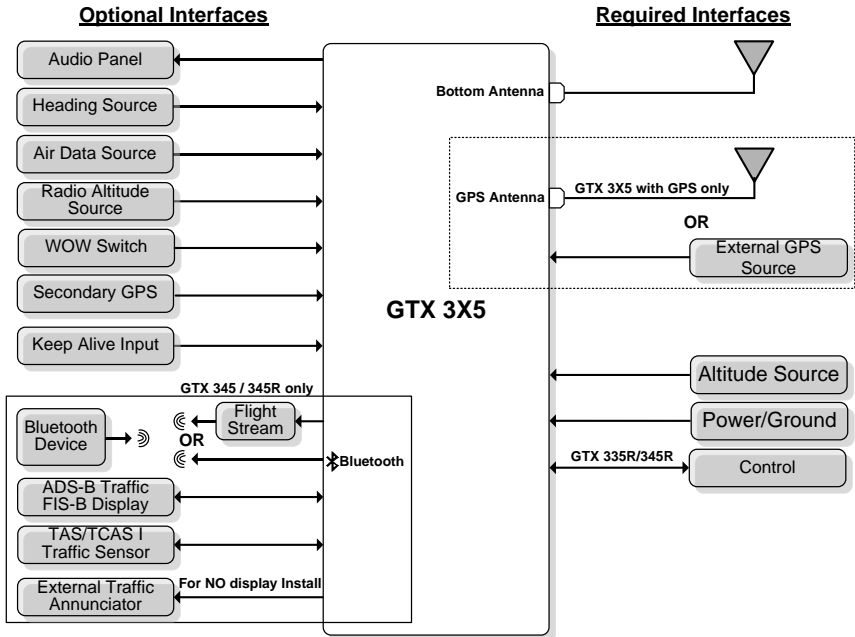 Optional Interfaces
Required Interfaces
Audio Panel
Heading Source
Air Data Source
Radio Altitude
Source
WOW Switch
Secondary GPS
Keep Alive Input
GTX 345 / 345R only
Bluetooth
Device
OR
Flight
Stream
Bluetooth
ADS-B Traffic
FIS-B Display
TAS/TCAS I
Traffic Sensor
External Traffic
Annunciator
For NO display Install
GTX 3X5
Bottom Antenna
GPS Antenna
GTX 3X5 with GPS only
OR
External GPS
Source
Altitude Source
Power/Ground
GTX 335R/345R
Control